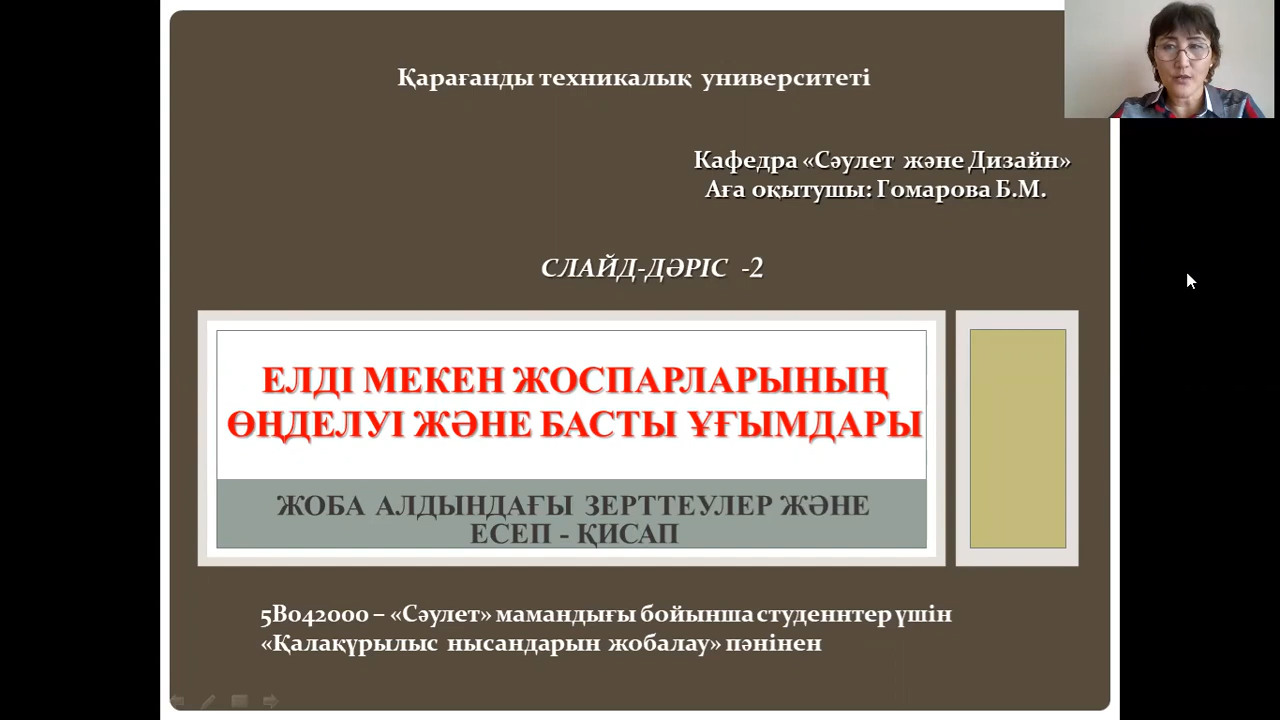 Қарағанды техникалық университеті
Кафедра «Сәулет және Дизайн»
Аға оқытушы: Гомарова Б.М.
СЛАЙД-ДӘРІС -2
ЕЛДІ МЕКЕН ЖОСПАРЛАРЫНЫҢ
ӨҢДЕЛУІ ЖӘНЕ БАСТЫ ҰҒЫМДАРЫ
ЖОБА АЛДЫНДАҒЫ ЗЕРТТЕУЛЕР ЖӘНЕ
ЕСЕП - ҚИСАП
5В042000 – «Сәулет» мамандығы бойынша студеннтер үшін
«Қалақүрылыс нысандарын жобалау» пәнінен